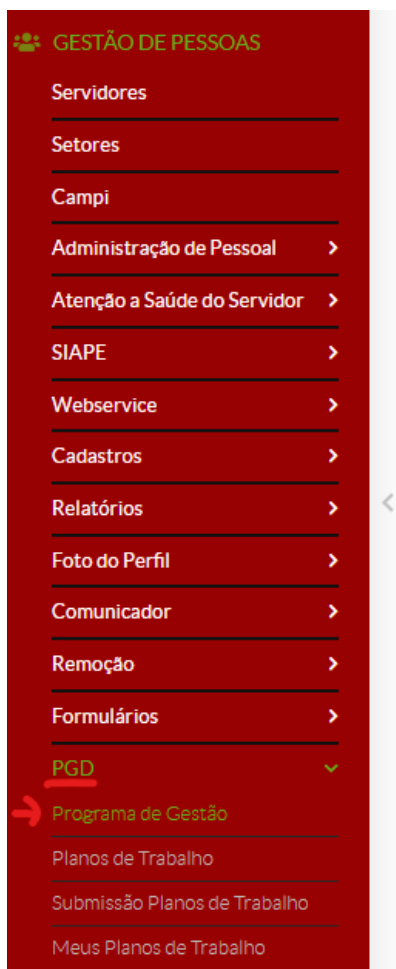 GESTÃO DE PESSOAS
Servidores
Setores
Campi
Administração de Pessoal
Atenção a Saúde do Servidor
SIAPE
Webservice
Cadastros
Relatórios
Foto do Perfil
Comunicador
Remoção
Formulários
PGD
Programa de Gestão
Planos de Trabalho
Submissão Planos de Trabalho
Meus Planos de Trabalho